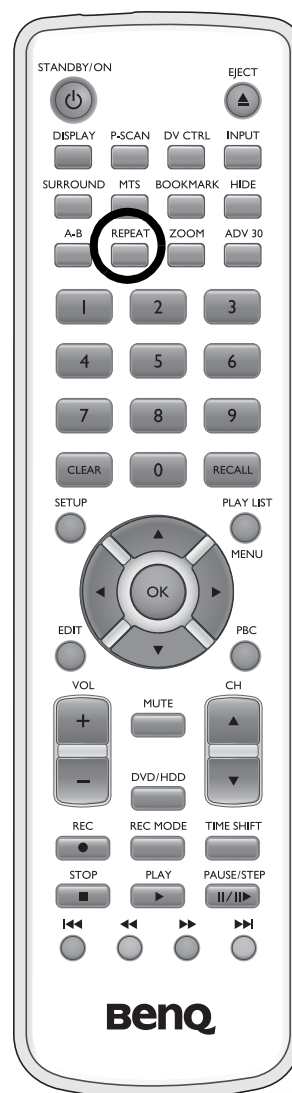 STANDBY/ON EJECT
DISPLAY P-SCAN DV CTRL INPUT
SURROUND MTS BOOKMARK HIDE
A-B REPEAT ZOOM ADV 30
1 2 3
4 5 6
7 8 9
CLEAR 0 RECALL
SETUP PLAY LIST
MENU
OK
EDIT PBC
VOL CH
MUTE
+
−
DVD/HDD
REC REC MODE TIME SHIFT
STOP PLAY PAUSE/STEP
BenQ